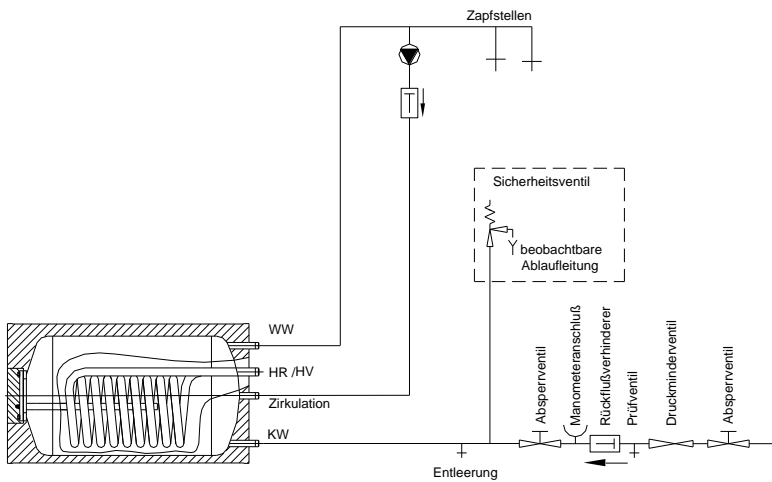 Zapfstellen
Sicherheitsventil
beobachtbare
Ablaufleitung
WW
HR /HV
Zirkulation
KW
Entleerung
Absperrventil
Manometeranschluß
Rückflußverhinderer
Prüfventil
Druckminderventil
Absperrventil